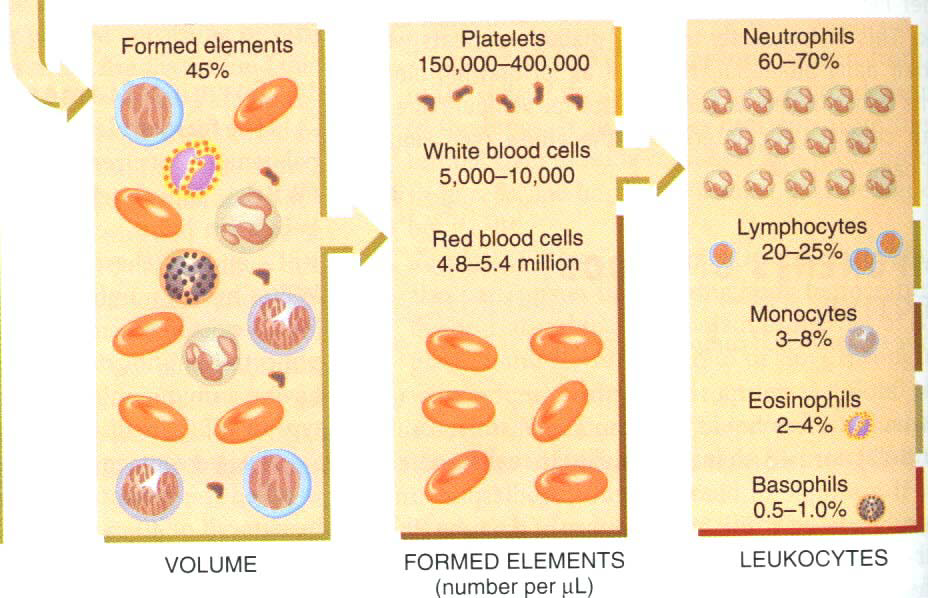 Formed elements
45%
VOLUME
Platelets
150,000–400,000
White blood cells
5,000–10,000
Red blood cells
4.8–5.4 million
FORMED ELEMENTS
(number per μL)
Neutrophils
60–70%
Lymphocytes
20–25%
Monocytes
3–8%
Eosinophils
2–4%
Basophils
0.5–1.0%
LEUKOCYTES